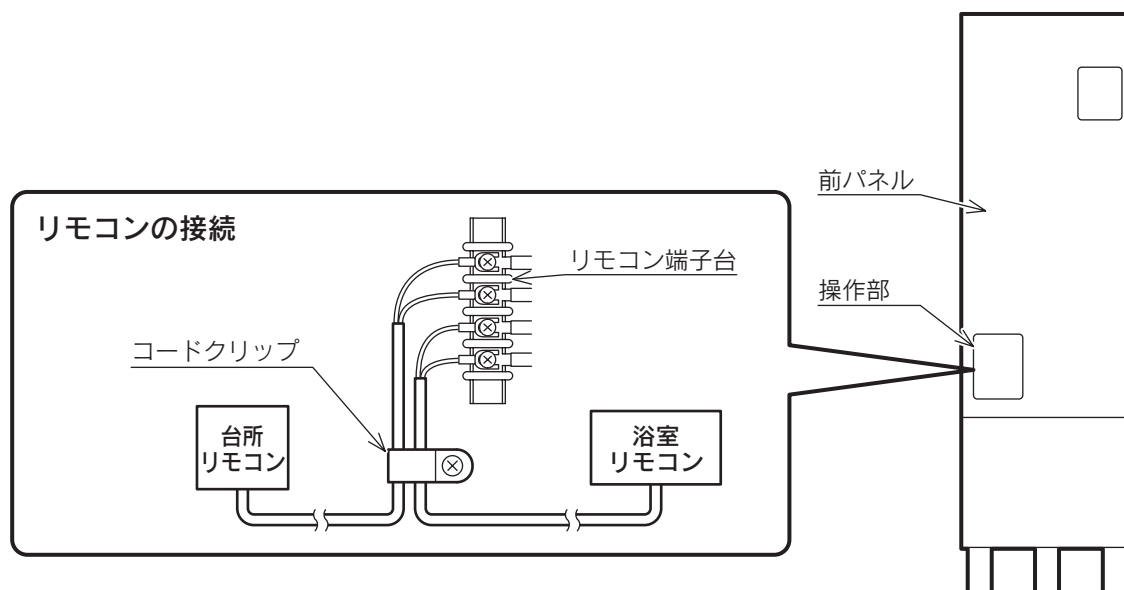 前パネル
リモコンの接続
リモコン端子台
操作部
コードクリップ
台所
リモコン
浴室
リモコン